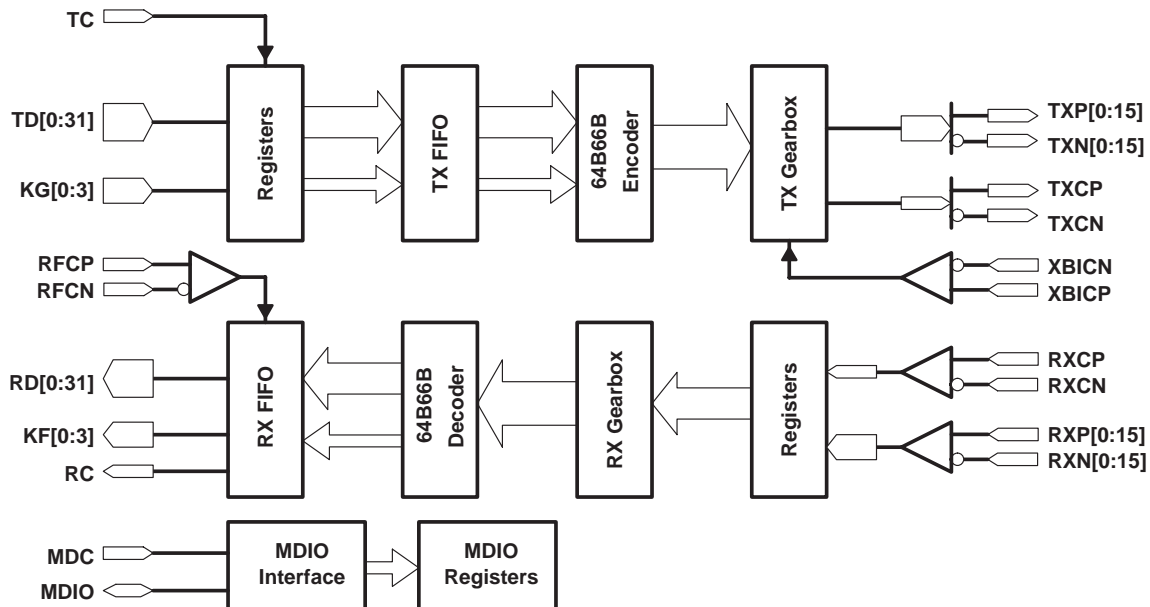 TC
TD[0:31]
KG[0:3]
Registers
TX FIFO
64B66B
Encoder
TX Gearbox
TXP[0:15]
TXN[0:15]
TXCP
TXCN
RFCP
RFCN
XBICN
XBICP
RD[0:31]
KF[0:3]
RC
RX FIFO
64B66B
Decoder
RX Gearbox
Registers
RXCP
RXCN
RXP[0:15]
RXN[0:15]
MDC
MDIO
MDIO
Interface
MDIO
Registers